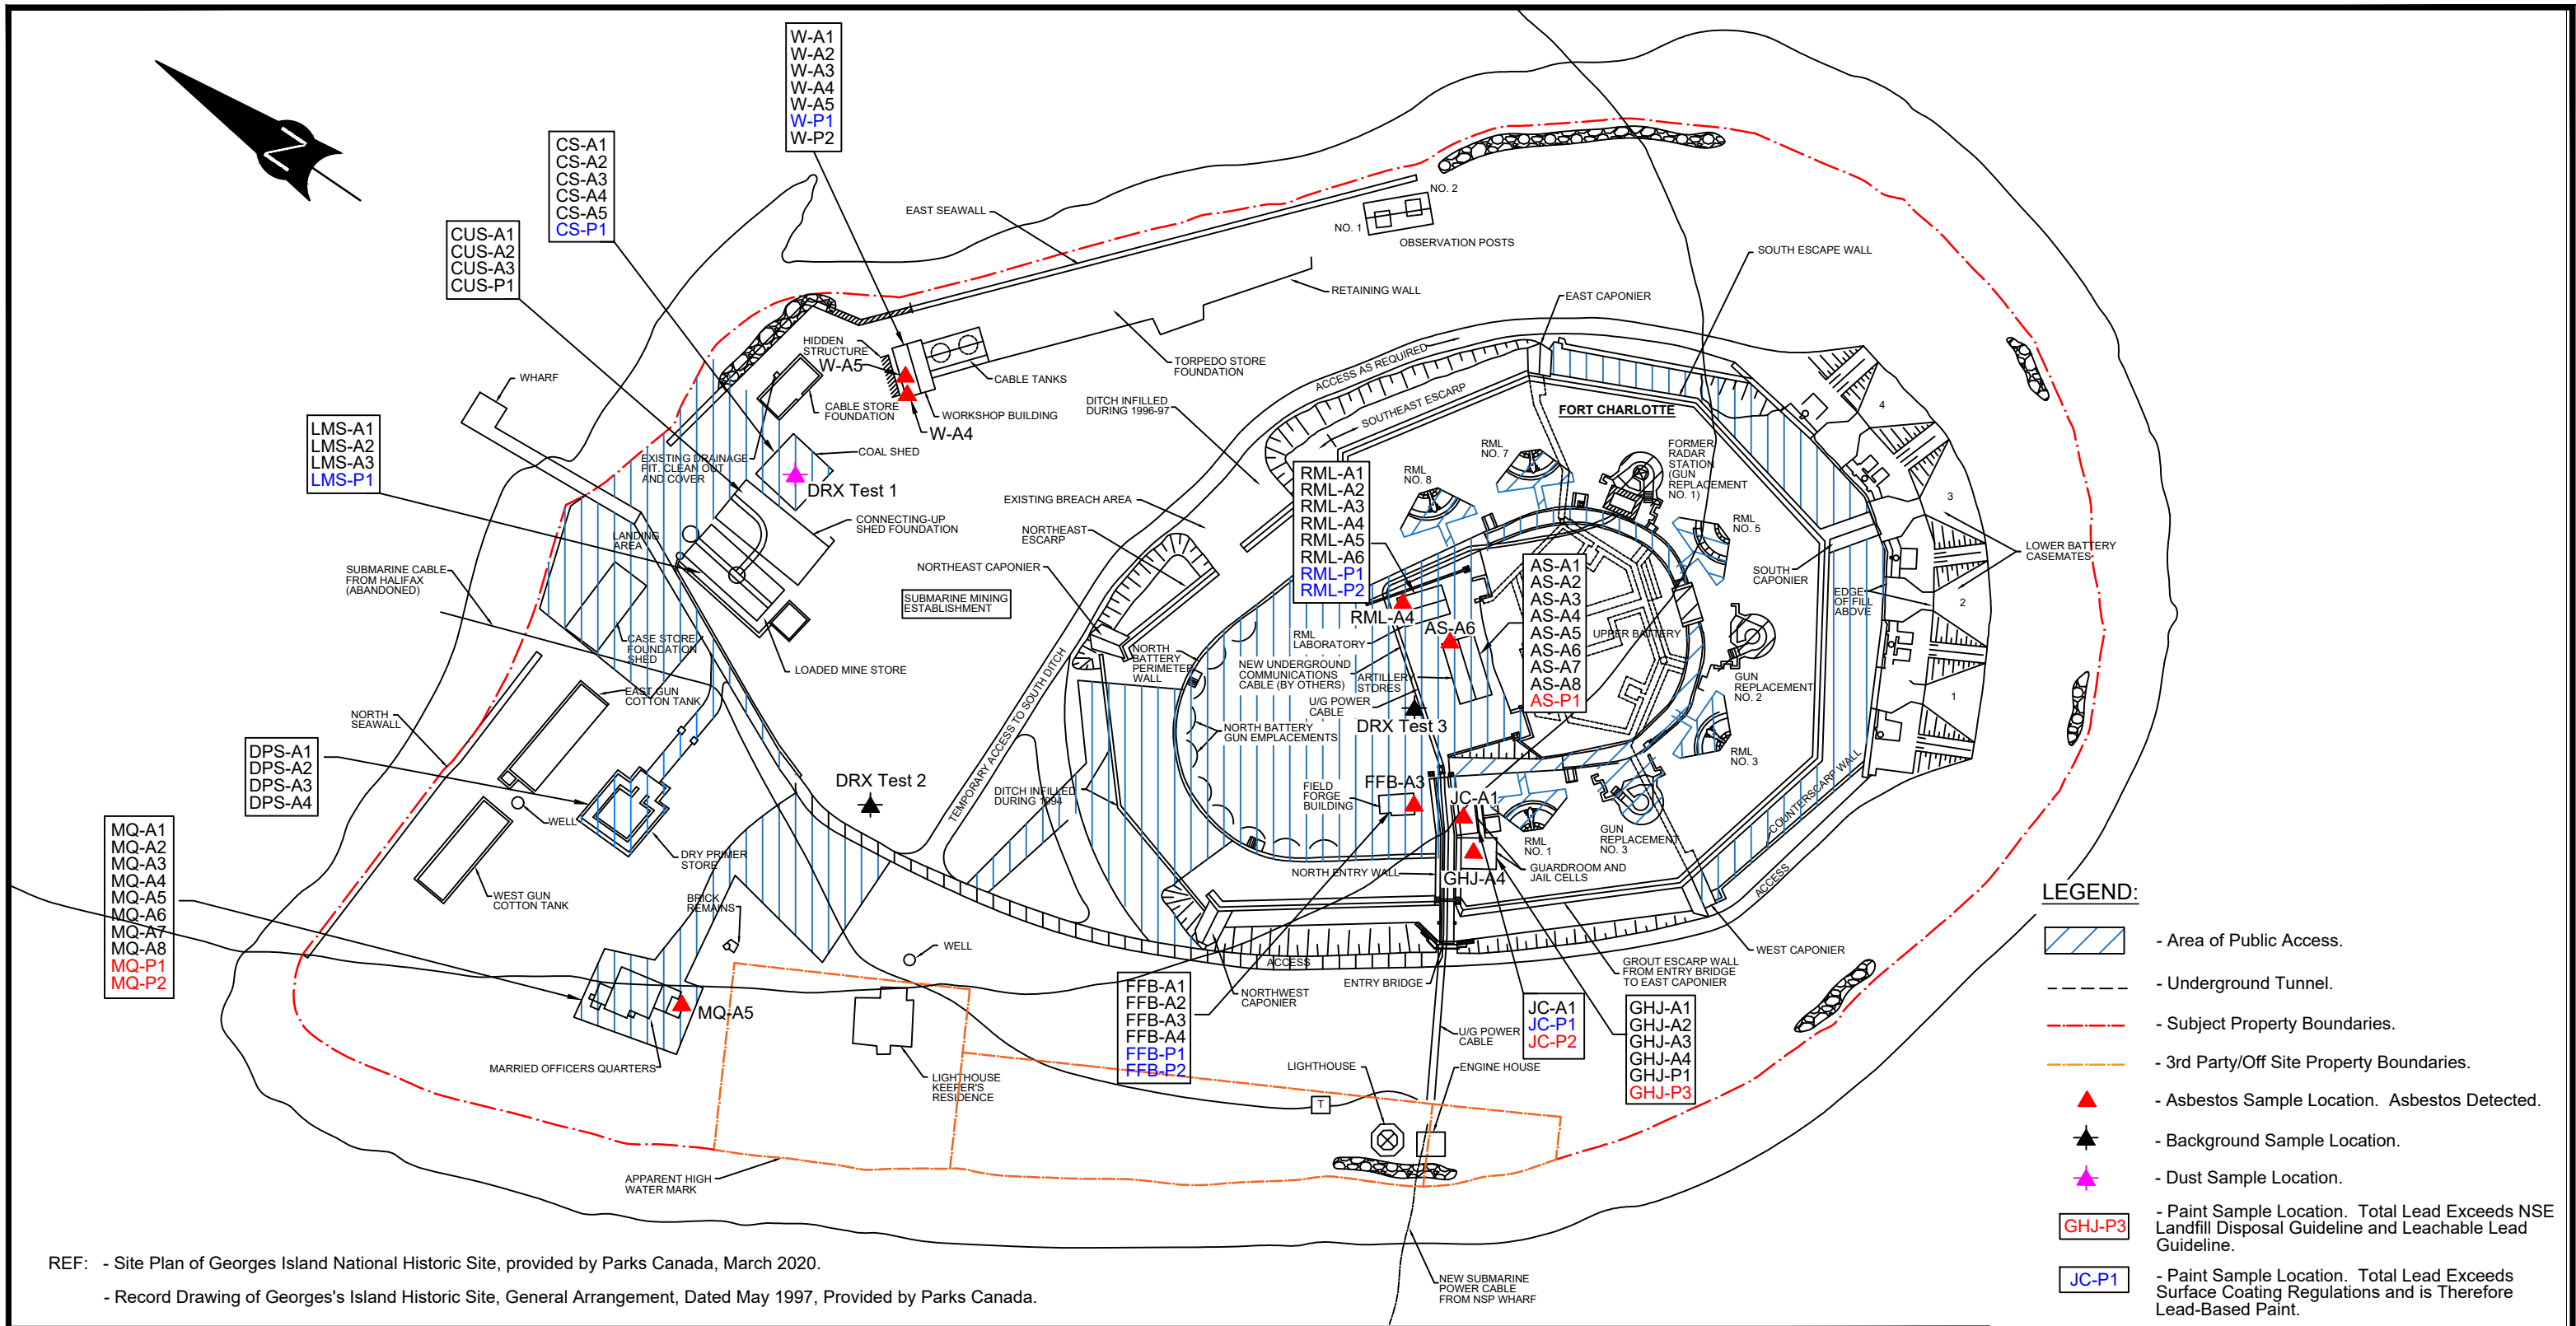 W-A1
W-A2
W-A3
W-A4
W-A5
W-P1
W-P2
CS-A1
CS-A2
CS-A3
CS-A4
CS-A5
CS-P1
CUS-A1
CUS-A2
CUS-A3
CUS-P1
LMS-A1
LMS-A2
LMS-A3
LMS-P1
DPS-A1
DPS-A2
DPS-A3
DPS-A4
MQ-A1
MQ-A2
MQ-A3
MQ-A4
MQ-A5
MQ-A6
MQ-A7
MQ-A8
MQ-P1
MQ-P2
N
EAST SEAWALL
NO. 2
NO. 1
OBSERVATION POSTS
SOUTH ESCAPE WALL
RETAINING WALL
EAST CAPONIER
HIDDEN
STRUCTURE
W-A5
TORPEDO STORE
FOUNDATION
CABLE TANKS
WHARF
CABLE STORE
FOUNDATION
WORKSHOP BUILDING
W-A4
DITCH INFILLED
DURING 1996-97
ACCESS AS REQUIRED
SOUTHEAST ESCARP
FORT CHARLOTTE
4
EXISTING DRAINAGE
PIT. CLEAN OUT
AND COVER
COAL SHED
DRX Test 1
RML
NO. 7
RML
NO. 8
FORMER
RADAR
STATION
(GUN
REPLACEMENT
NO. 1)
RML-A1
RML-A2
RML-A3
RML-A4
RML-A5
RML-A6
RML-P1
RML-P2
EXISTING BREACH AREA
3
CONNECTING-UP
SHED FOUNDATION
RML
NO. 5
LANDING
AREA
NORTHEAST
ESCARP
LOWER BATTERY
CASEMATES
SUBMARINE CABLE
FROM HALIFAX
(ABANDONED)
NORTHEAST CAPONIER
SOUTH
CAPONIER
AS-A1
AS-A2
AS-A3
AS-A4
AS-A5
AS-A6
AS-A7
AS-A8
AS-P1
EDGE
OF FILL
ABOVE
2
SUBMARINE MINING
ESTABLISHMENT
RML-A4
AS-A6
RML
LABORATORY
UPPER BATTERY
CASE STORE
FOUNDATION
SHED
LOADED MINE STORE
NORTH
BATTERY
PERIMETER
WALL
NEW UNDERGROUND
COMMUNICATIONS
CABLE (BY OTHERS)
ARTILLERY
STORES
GUN
REPLACEMENT
NO. 2
1
EAST GUN
COTTON TANK
U/G POWER
CABLE
DRX Test 3
NORTH
SEAWALL
NORTH BATTERY
GUN EMPLACEMENTS
RML
NO. 3
TEMPORARY ACCESS TO SOUTH DITCH
DRX Test 2
DITCH INFILLED
DURING 1994
FIELD
FORGE
BUILDING
FFB-A3
JC-A1
COUNTERSCARP WALL
WELL
RML
NO. 1
GUN
REPLACEMENT
NO. 3
DRY PRIMER
STORE
NORTH ENTRY WALL
GHJ-A4
GUARDROOM AND
JAIL CELLS
ACCESS
WEST GUN
COTTON TANK
BRICK
REMAINS
WELL
WEST CAPONIER
ACCESS
GROUT ESCARP WALL
FROM ENTRY BRIDGE
TO EAST CAPONIER
ENTRY BRIDGE
NORTHWEST
CAPONIER
FFB-A1
FFB-A2
FFB-A3
FFB-A4
FFB-P1
FFB-P2
JC-A1
JC-P1
JC-P2
GHJ-A1
GHJ-A2
GHJ-A3
GHJ-A4
GHJ-P1
GHJ-P3
MQ-A5
U/G POWER
CABLE
MARRIED OFFICERS QUARTERS
LIGHTHOUSE
KEEPER'S
RESIDENCE
LIGHTHOUSE
ENGINE HOUSE
T
APPARENT HIGH
WATER MARK
NEW SUBMARINE
POWER CABLE
FROM NSP WHARF
LEGEND:
- Area of Public Access.
- Underground Tunnel.
- Subject Property Boundaries.
- 3rd Party/Off Site Property Boundaries.
- Asbestos Sample Location. Asbestos Detected.
- Background Sample Location.
- Dust Sample Location.
GHJ-P3
- Paint Sample Location. Total Lead Exceeds NSE
Landfill Disposal Guideline and Leachable Lead
Guideline.
JC-P1
- Paint Sample Location. Total Lead Exceeds
Surface Coating Regulations and is Therefore
Lead-Based Paint.
REF: - Site Plan of Georges Island National Historic Site, provided by Parks Canada, March 2020.
- Record Drawing of Georges's Island Historic Site, General Arrangement, Dated May 1997, Provided by Parks Canada.